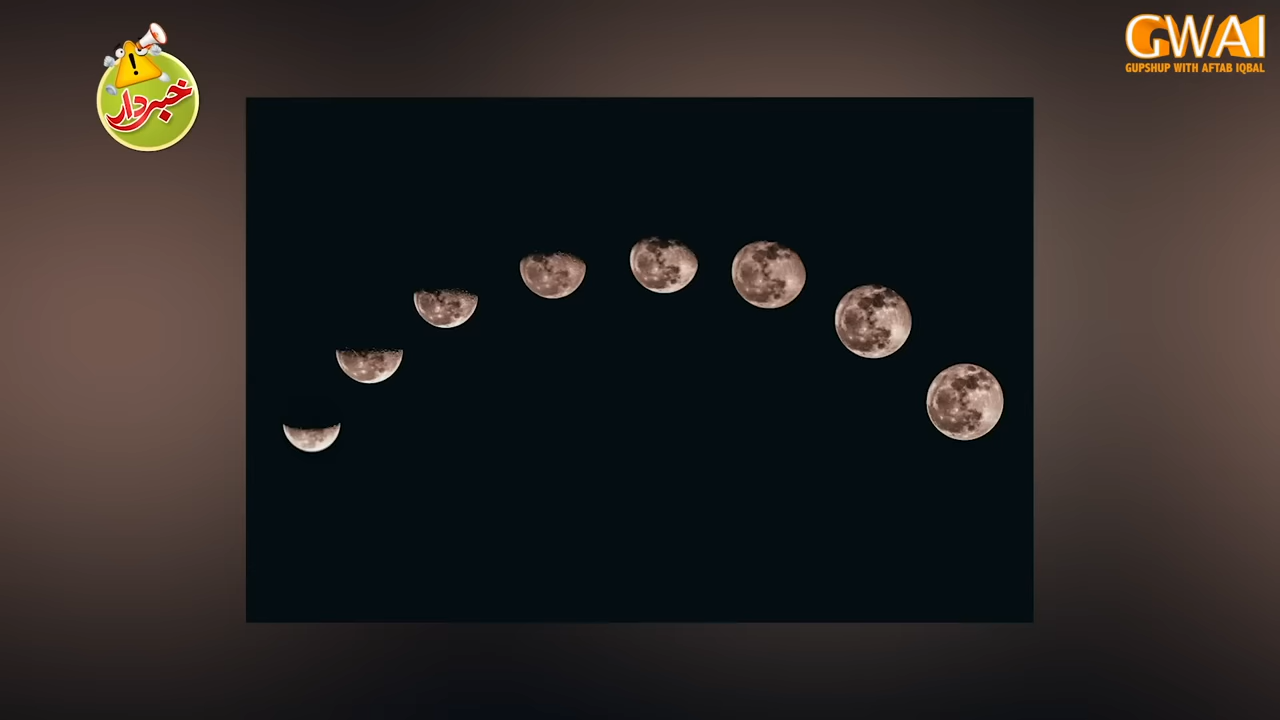 خبردار
GWAI
GUPSHUP WITH AFTAB IQBAL